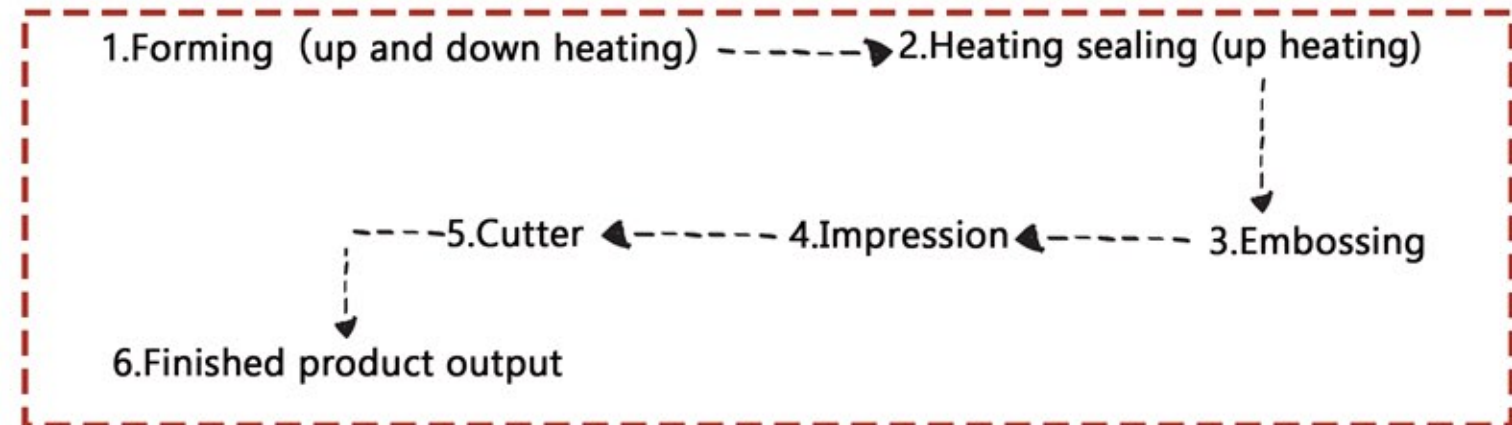 1.Forming（up and down heating）
2.Heating sealing (up heating)
3.Embossing
4.Impression
5.Cutter
6.Finished product output